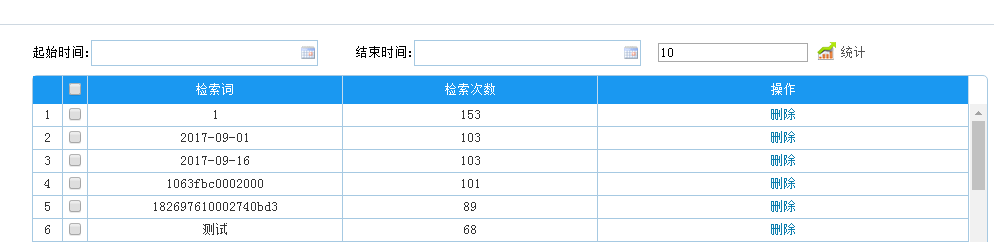 起始时间: 结束时间: 10 统计
检索词 检索次数 操作
1 1 153 删除
2 2017-09-01 103 删除
3 2017-09-16 103 删除
4 1063fbc0002000 101 删除
5 182697610002740bd3 89 删除
6 测试 68 删除